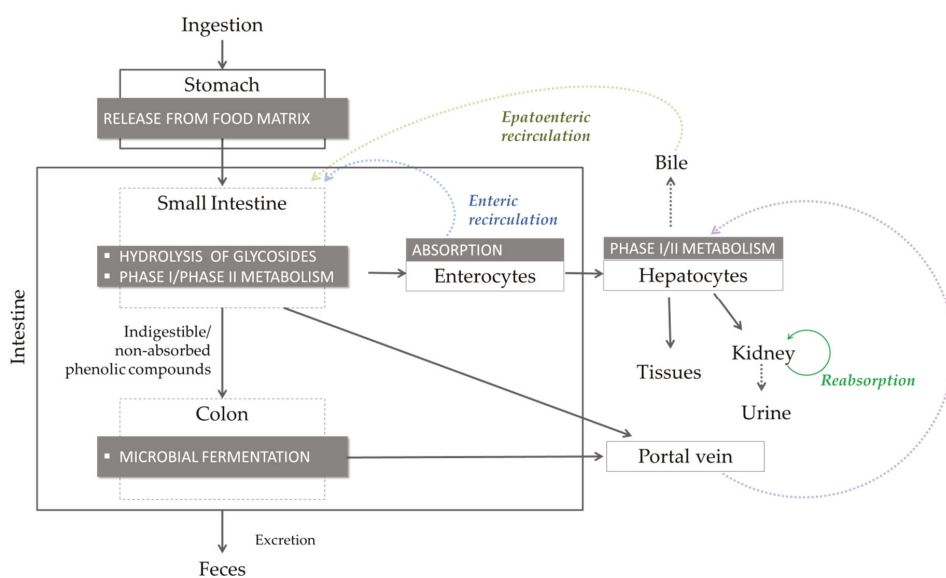 Ingestion
Stomach
RELEASE FROM FOOD MATRIX
Epatoenteric
recirculation
Bile
Small Intestine
Enteric
recirculation
▪ HYDROLYSIS OF GLYCOSIDES
▪ PHASE I/PHASE II METABOLISM
ABSORPTION
Enterocytes
PHASE I/II METABOLISM
Hepatocytes
Intestine
Indigestible/
non-absorbed
phenolic compounds
Tissues
Kidney
Reabsorption
Urine
Colon
▪ MICROBIAL FERMENTATION
Portal vein
Excretion
Feces